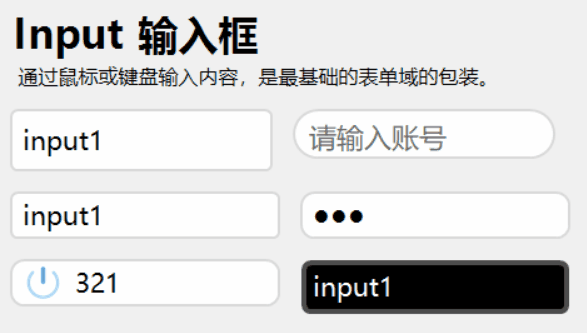 Input 输入框
通过鼠标或键盘输入内容，是最基础的表单域的包装。
input1
请输入账号
input1
●●●
321
input1